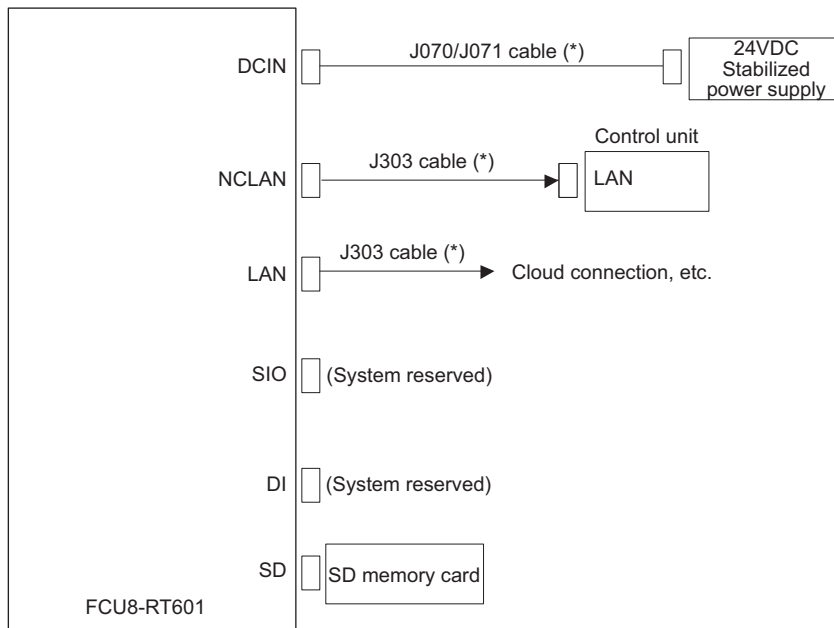 DCIN
J070/J071 cable (*)
24VDC
Stabilized
power supply
Control unit
NCLAN
J303 cable (*)
LAN
LAN
J303 cable (*)
Cloud connection, etc.
SIO
(System reserved)
DI
(System reserved)
SD
SD memory card
FCU8-RT601